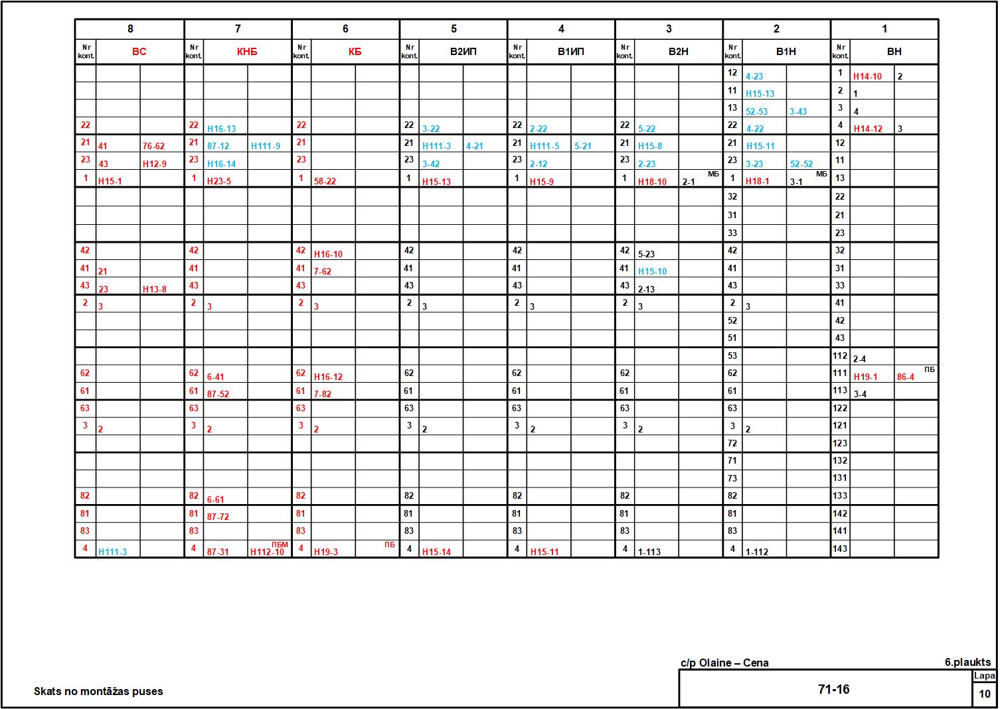 8 7 6 5 4 3 2 1
Nr kont. ВС Nr kont. КНБ Nr kont. КБ Nr kont. В2ИП Nr kont. В1ИП Nr kont. В2Н Nr kont. В1Н Nr kont. ВН
12 4-23 1 Н14-10 2
11 Н15-13 2 1
13 52-53 3-43 3 4
22 22 Н16-13 22 22 3-22 22 2-22 22 5-22 22 4-22 4 Н14-12 3
21 41 76-62 21 87-12 Н111-9 21 21 Н111-3 4-21 21 Н111-5 5-21 21 Н15-8 21 Н15-11 12
23 43 Н12-9 23 Н16-14 23 23 3-42 23 2-12 23 2-23 23 3-23 52-52 11
1 Н15-1 1 Н23-5 1 58-22 1 Н15-13 1 Н15-9 1 Н18-10 2-1 МБ 1 Н18-1 3-1 МБ 13
32 22
31 21
33 23
42 42 42 Н16-10 42 42 42 5-23 42 32
41 21 41 41 7-62 41 41 41 Н15-10 41 31
43 23 Н13-8 43 43 43 43 43 2-13 43 33
2 3 2 3 2 3 2 3 2 3 2 3 2 3 41
52 42
51 43
53 112 2-4
62 62 6-41 62 Н16-12 62 62 62 62 111 Н19-1 86-4 ПБ
61 61 87-52 61 7-82 61 61 61 61 113 3-4
63 63 63 63 63 63 63 122
3 2 3 2 3 2 3 2 3 2 3 2 3 2 121
72 123
71 132
73 131
82 82 6-61 82 82 82 82 82 133
81 81 87-72 81 81 81 81 81 142
83 83 83 83 83 83 83 141
4 Н111-3 4 87-31 Н112-10 ПБМ 4 Н19-3 ПБ 4 Н15-14 4 Н15-11 4 1-113 4 1-112 143
c/p Olaine – Cena 6.plaukts
Lapa
Skats no montāžas puses 71-16 10